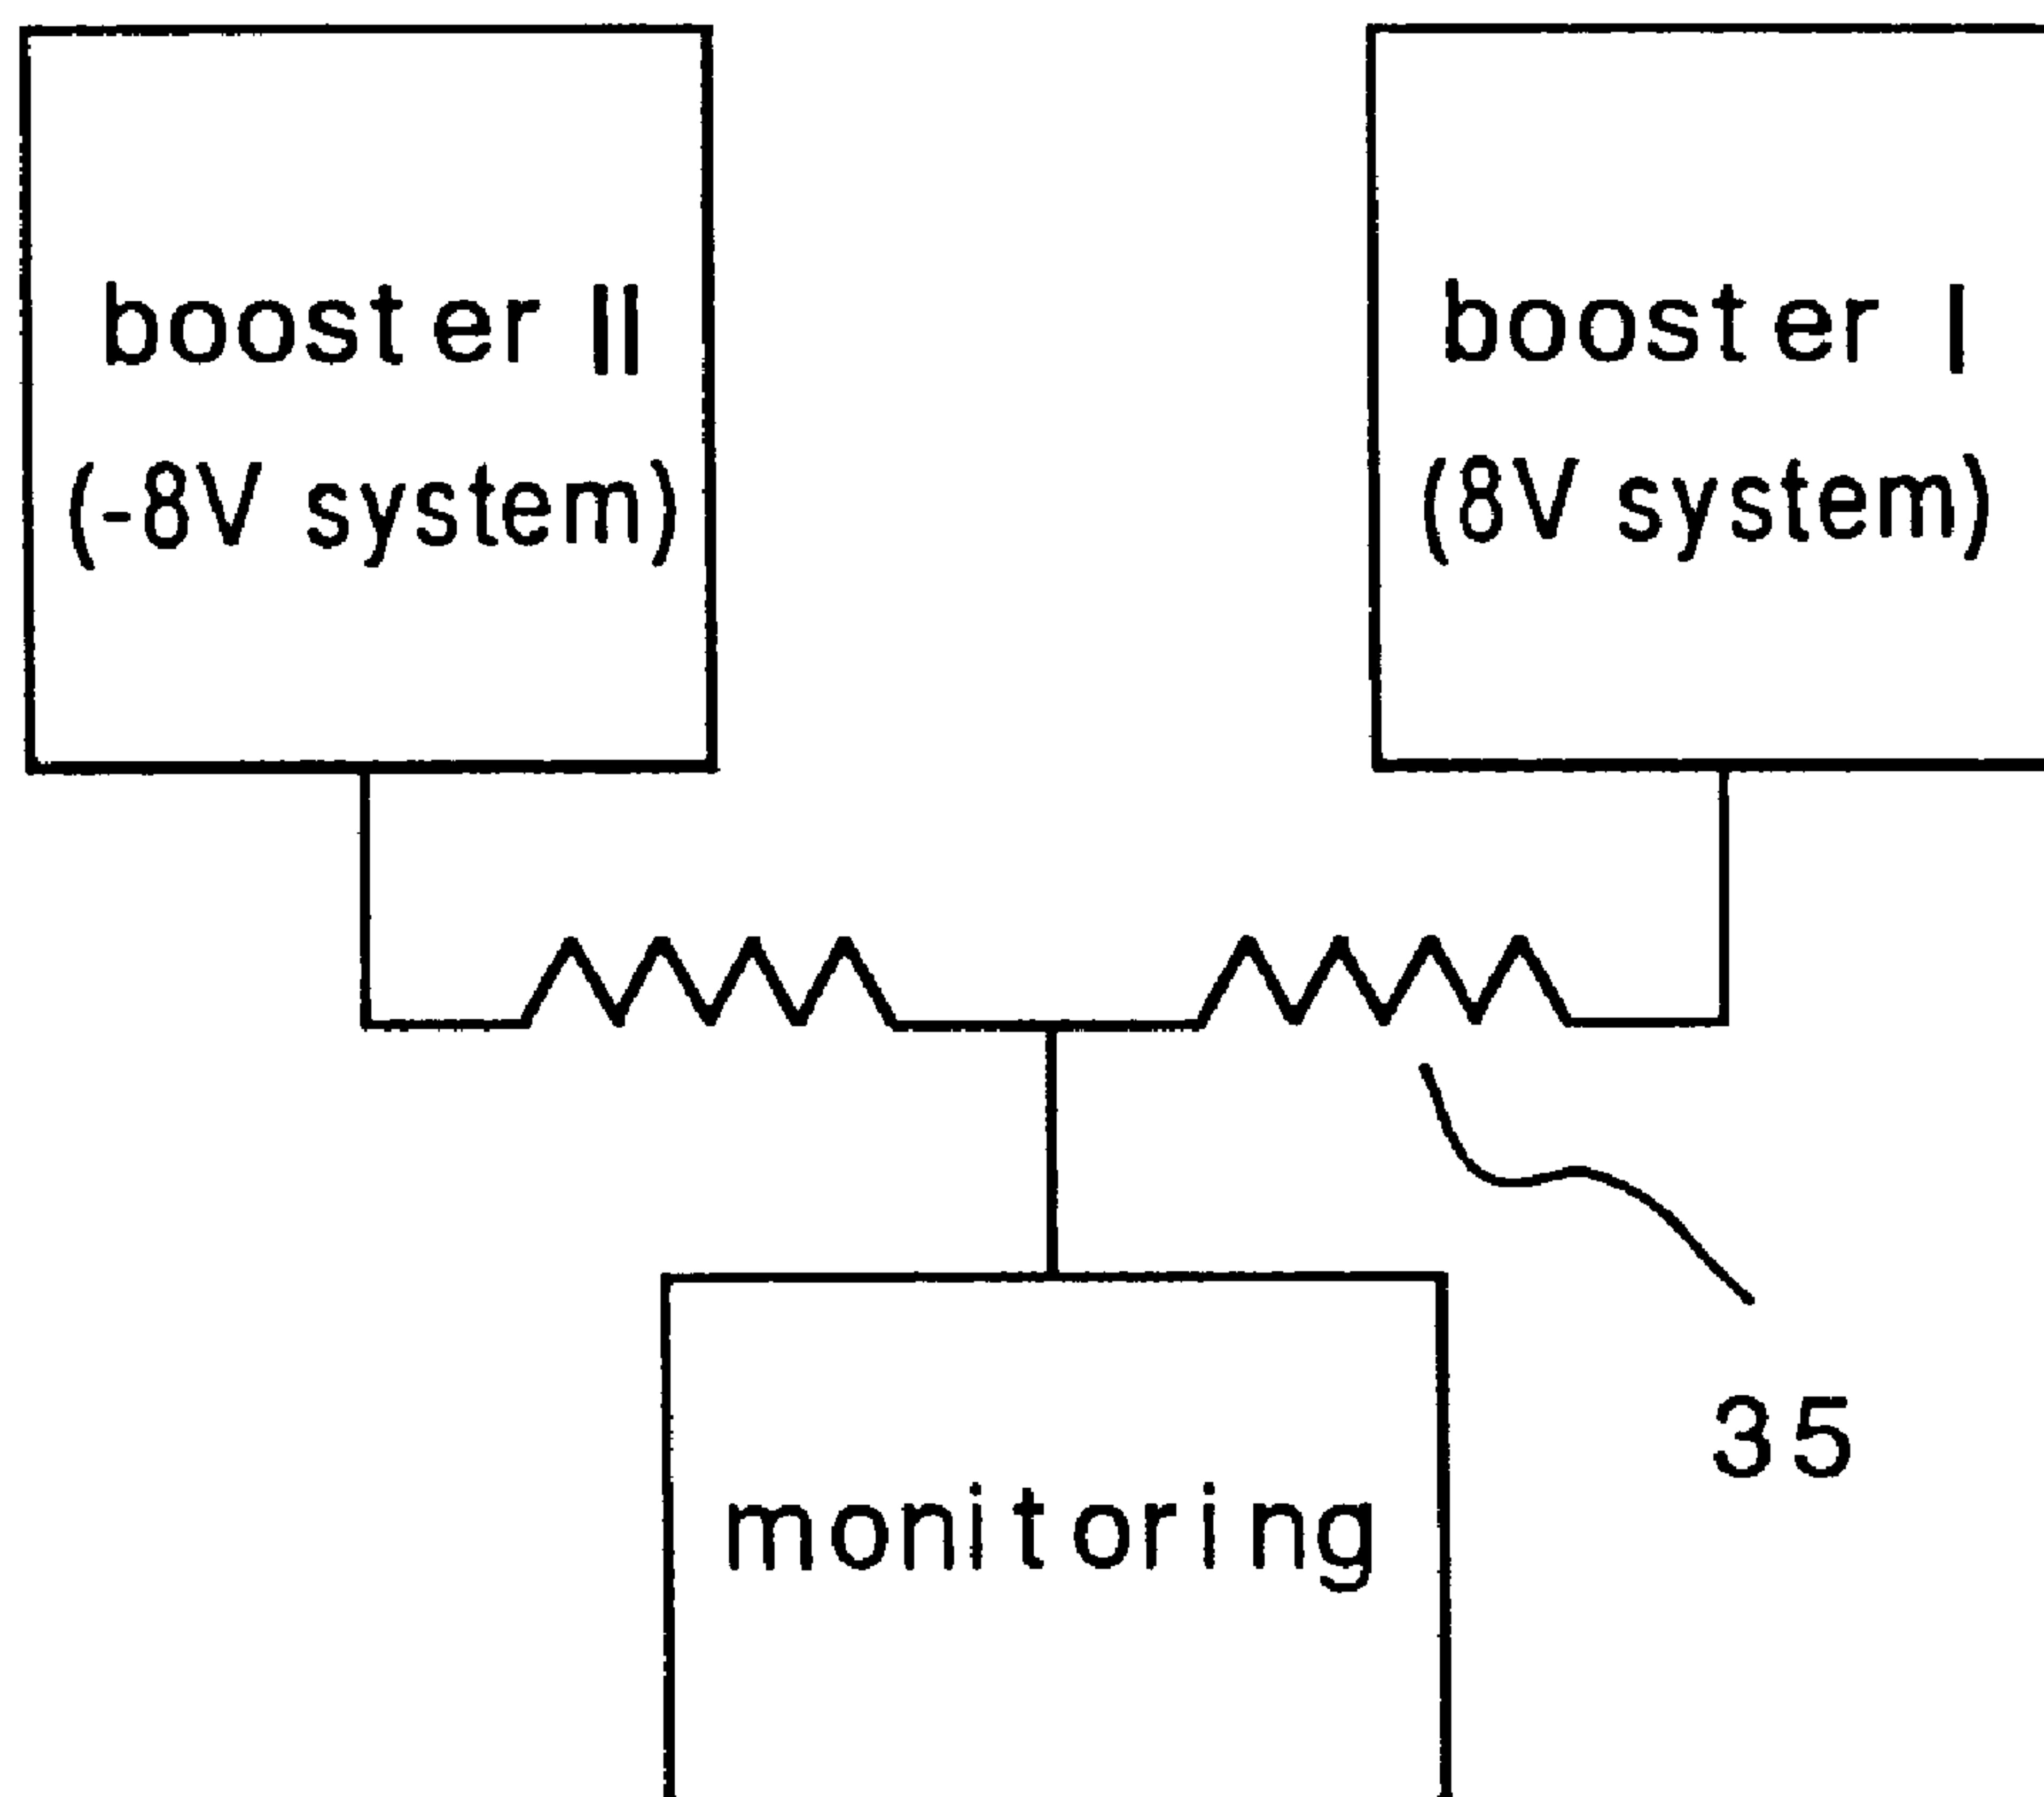 booster II
(-8V system)
booster I
(8V system)
35
monitoring